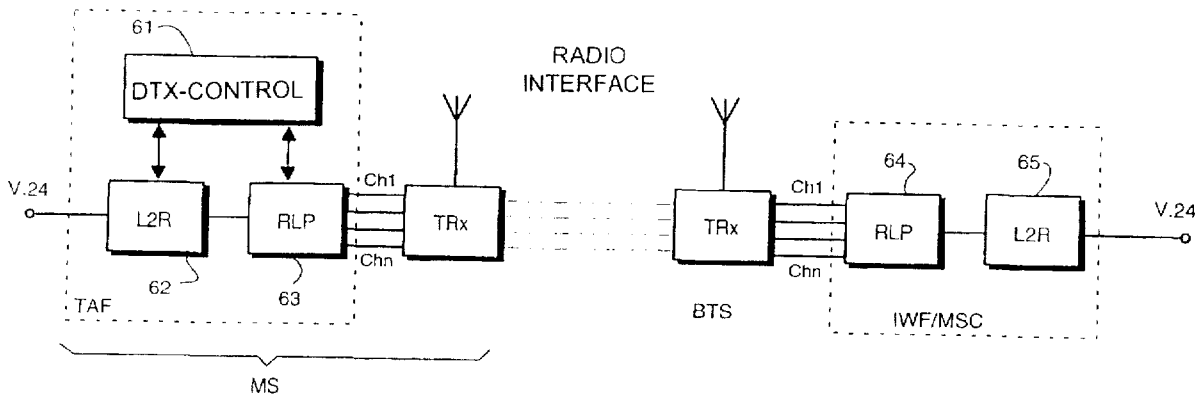 61
DTX-CONTROL
RADIO
INTERFACE
V.24
L2R
RLP
Ch1
Chn
TRx
62
63
TAF
MS
TRx
Ch1
Chn
BTS
64
65
RLP
L2R
V.24
IWF/MSC